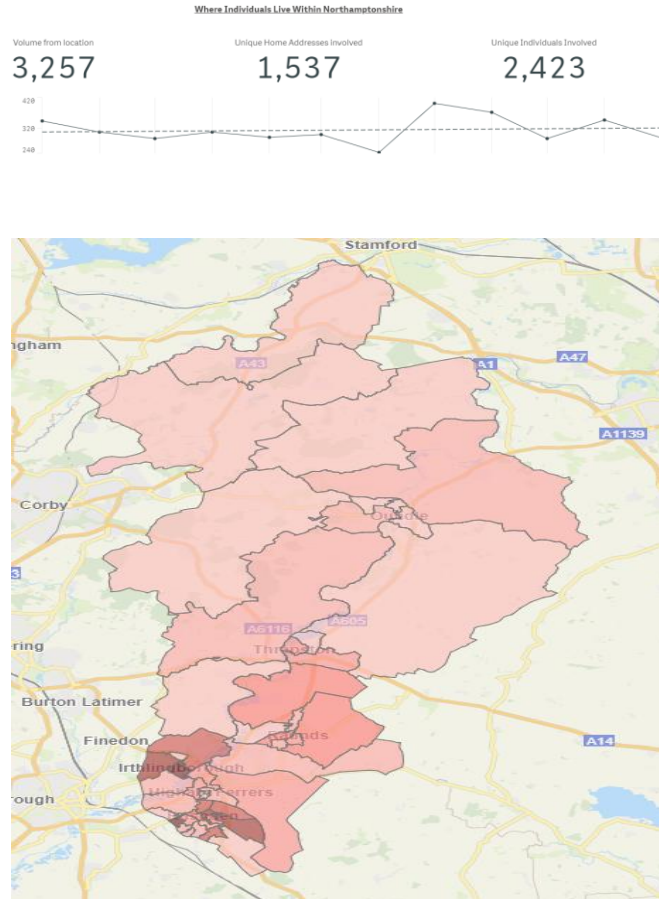 Where Individuals Live Within Northamptonshire
Volume from location
Unique Home Addresses Involved
Unique Individuals Involved
3,257
1,537
2,423
420
320
240
Stamford
ngham
A43
A1
A47
A1139
Corby
Oundle
3
A6116
A605
ring
Thrapston
Burton Latimer
Raunds
A14
Finedon
Irthlingborough
rough
Higham Ferrers